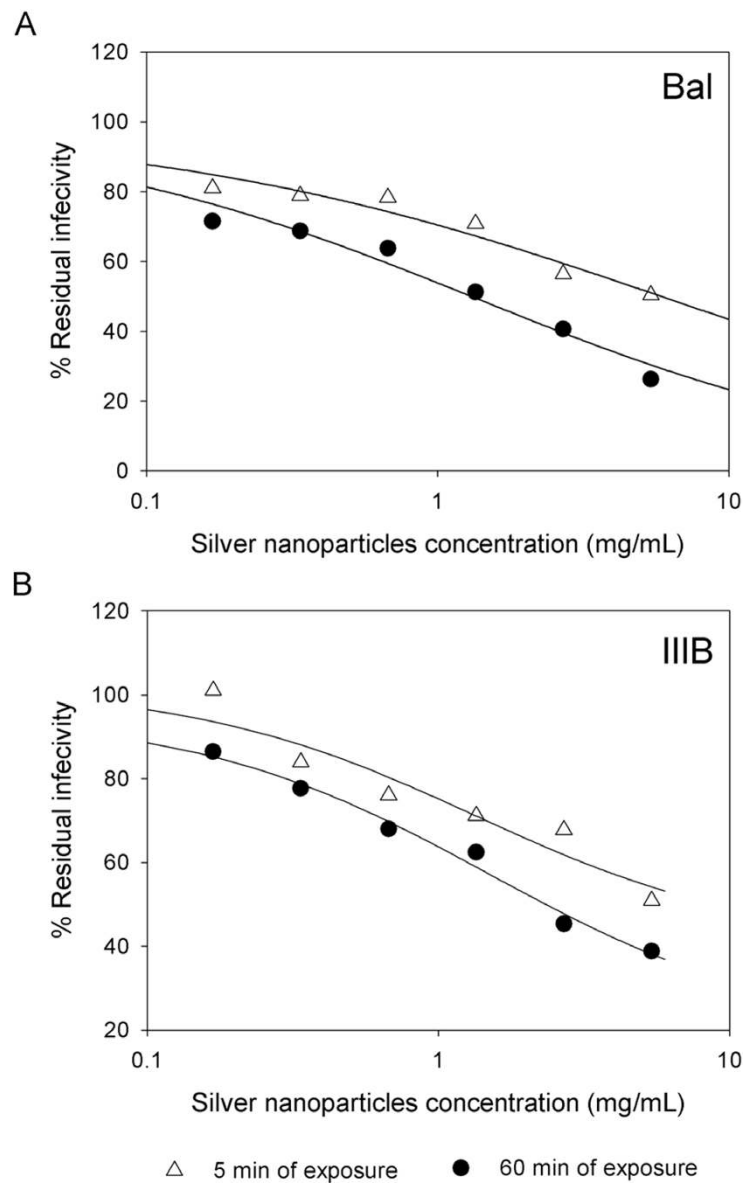 A
120
100
80
60
40
20
0
% Residual infecivity
Bal
0.1 1 10
Silver nanoparticles concentration (mg/mL)
B
120
100
80
60
40
20
% Residual infecivity
IIIB
0.1 1 10
Silver nanoparticles concentration (mg/mL)
5 min of exposure 60 min of exposure